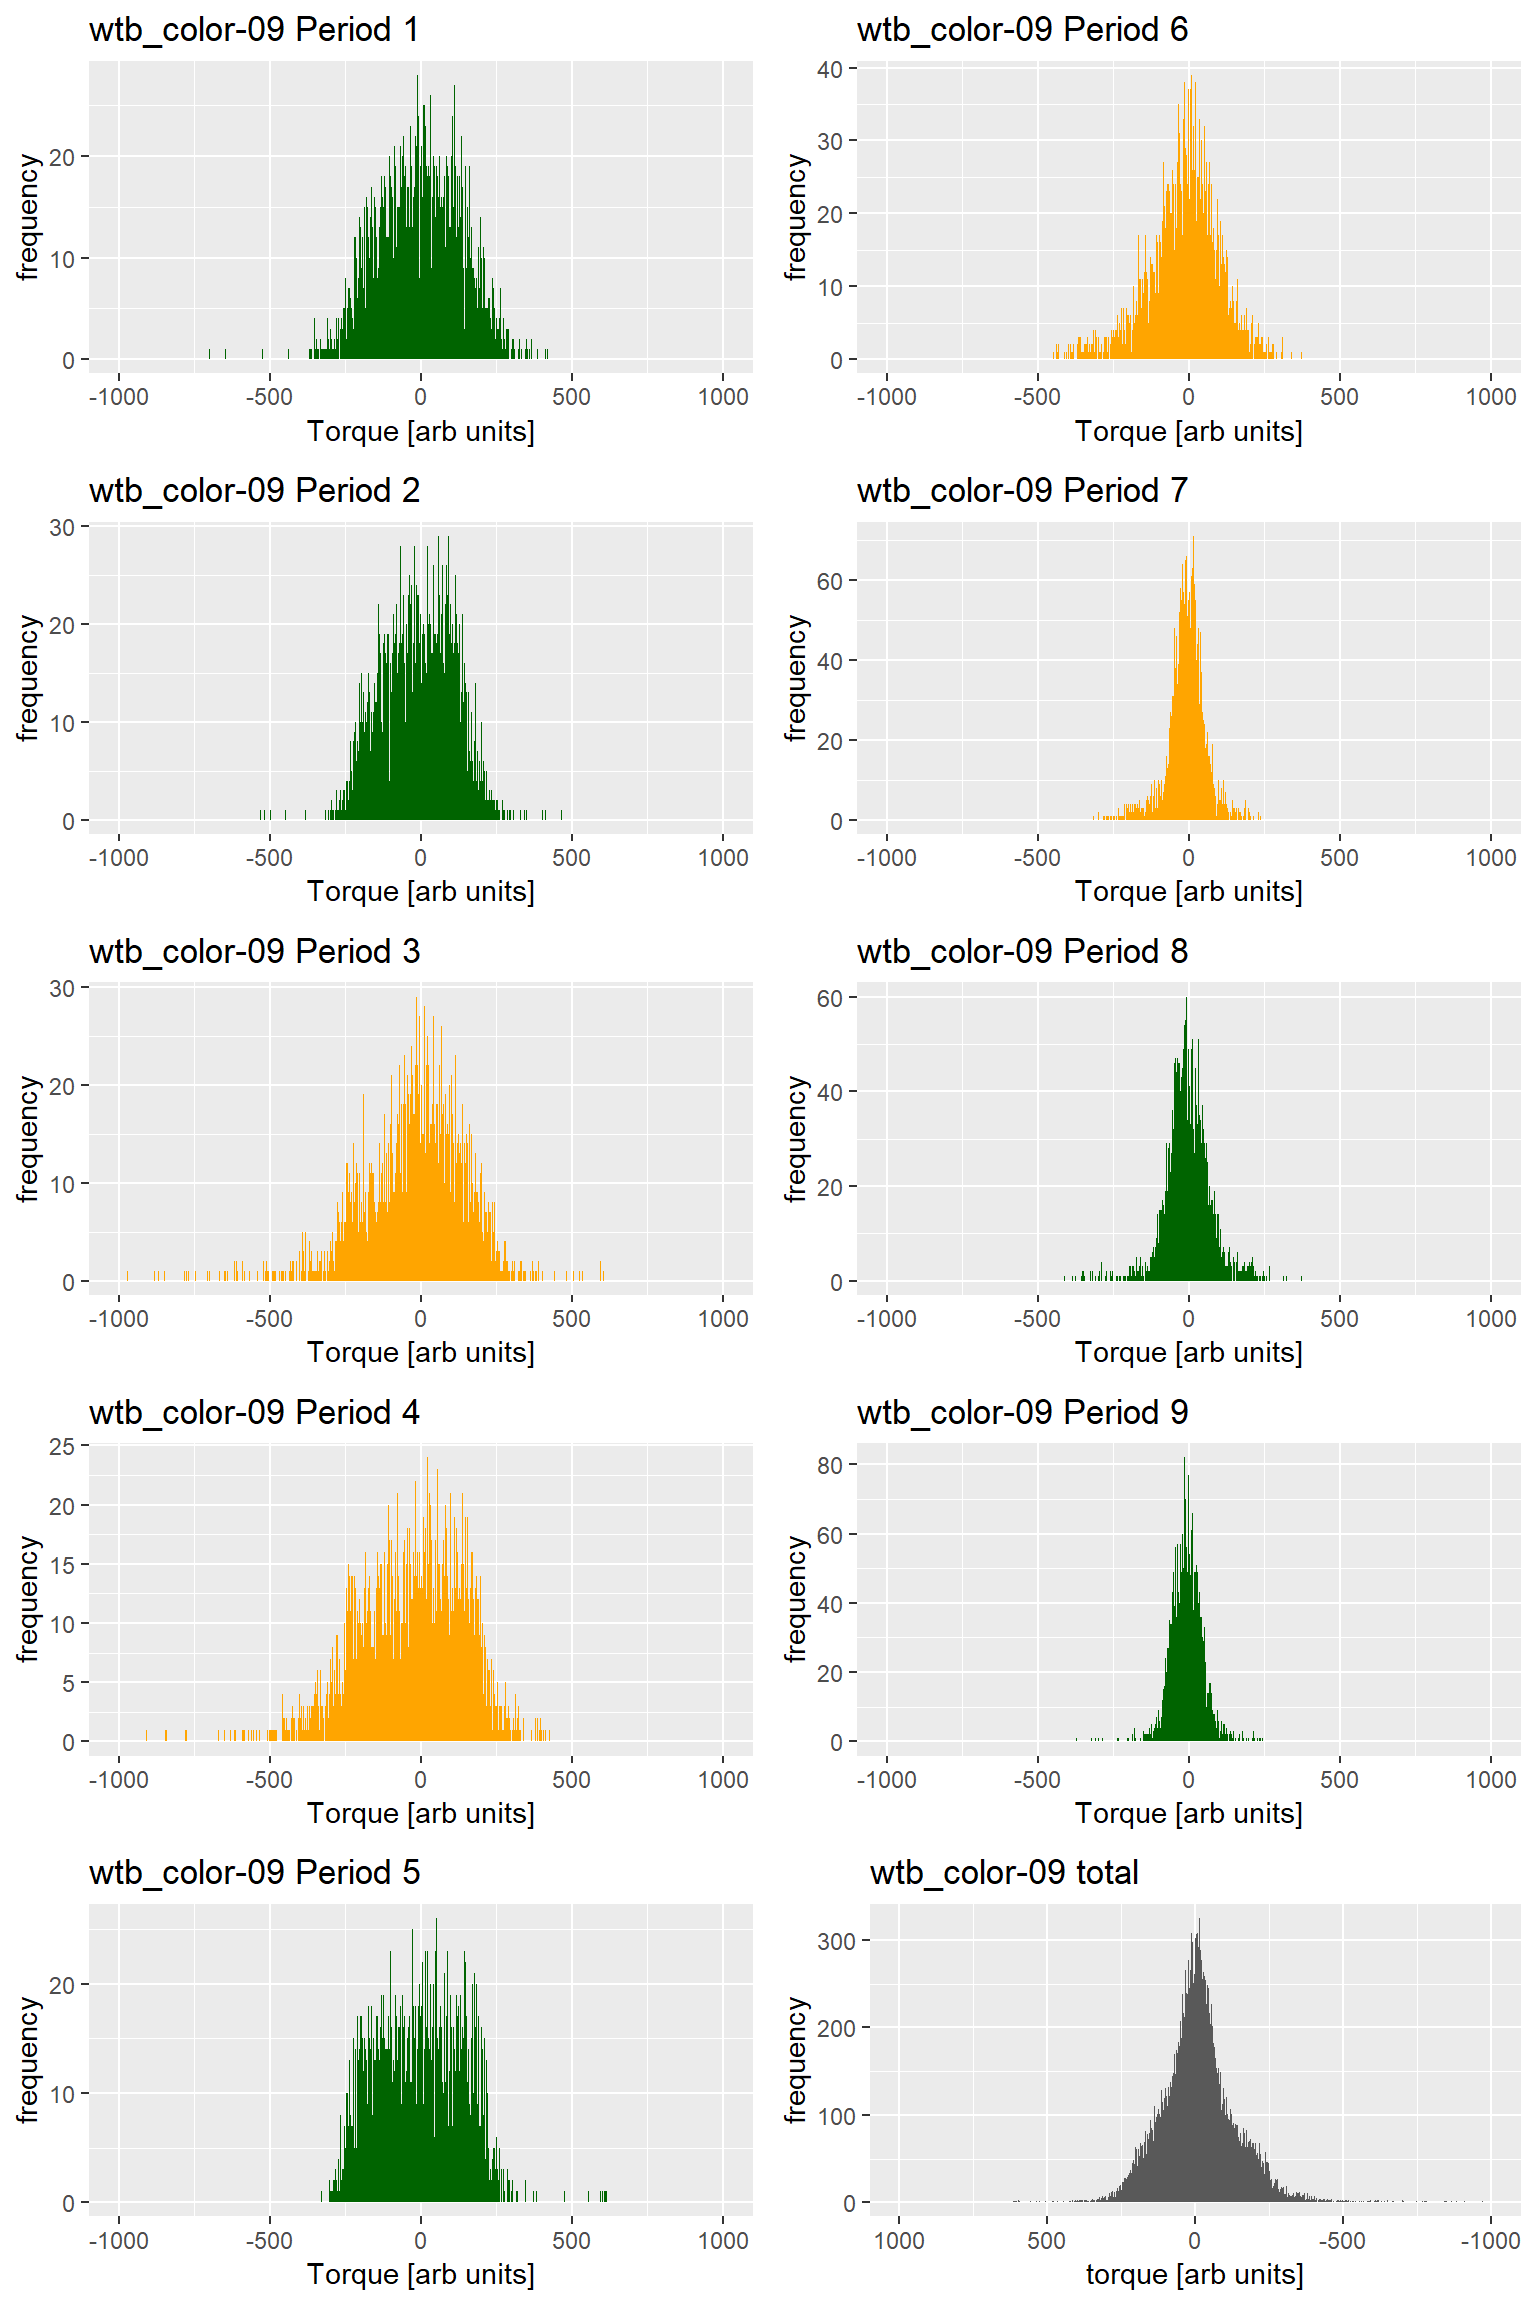 wtb_color-09 Period 1
frequency
20
10
0
-1000 -500 0 500 1000
Torque [arb units]
wtb_color-09 Period 6
frequency
40
30
20
10
0
-1000 -500 0 500 1000
Torque [arb units]
wtb_color-09 Period 2
frequency
30
20
10
0
-1000 -500 0 500 1000
Torque [arb units]
wtb_color-09 Period 7
frequency
60
40
20
0
-1000 -500 0 500 1000
Torque [arb units]
wtb_color-09 Period 3
frequency
30
20
10
0
-1000 -500 0 500 1000
Torque [arb units]
wtb_color-09 Period 8
frequency
60
40
20
0
-1000 -500 0 500 1000
Torque [arb units]
wtb_color-09 Period 4
frequency
25
20
15
10
5
0
-1000 -500 0 500 1000
Torque [arb units]
wtb_color-09 Period 9
frequency
80
60
40
20
0
-1000 -500 0 500 1000
Torque [arb units]
wtb_color-09 Period 5
frequency
20
10
0
-1000 -500 0 500 1000
Torque [arb units]
wtb_color-09 total
frequency
300
200
100
0
1000 500 0 -500 -1000
torque [arb units]